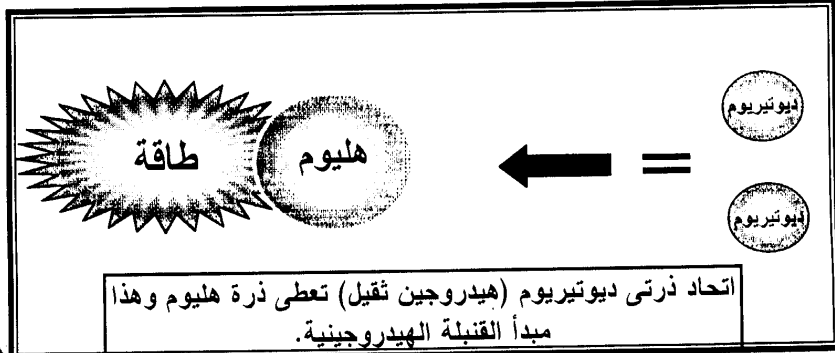 ديوتيريوم
=
هليوم
طاقة
ديوتيريوم
اتحاد ذرتى ديوتيريوم (هيدروجين ثقيل) تعطى ذرة هليوم وهذا
مبدأ القنبلة الهيدروجينية.